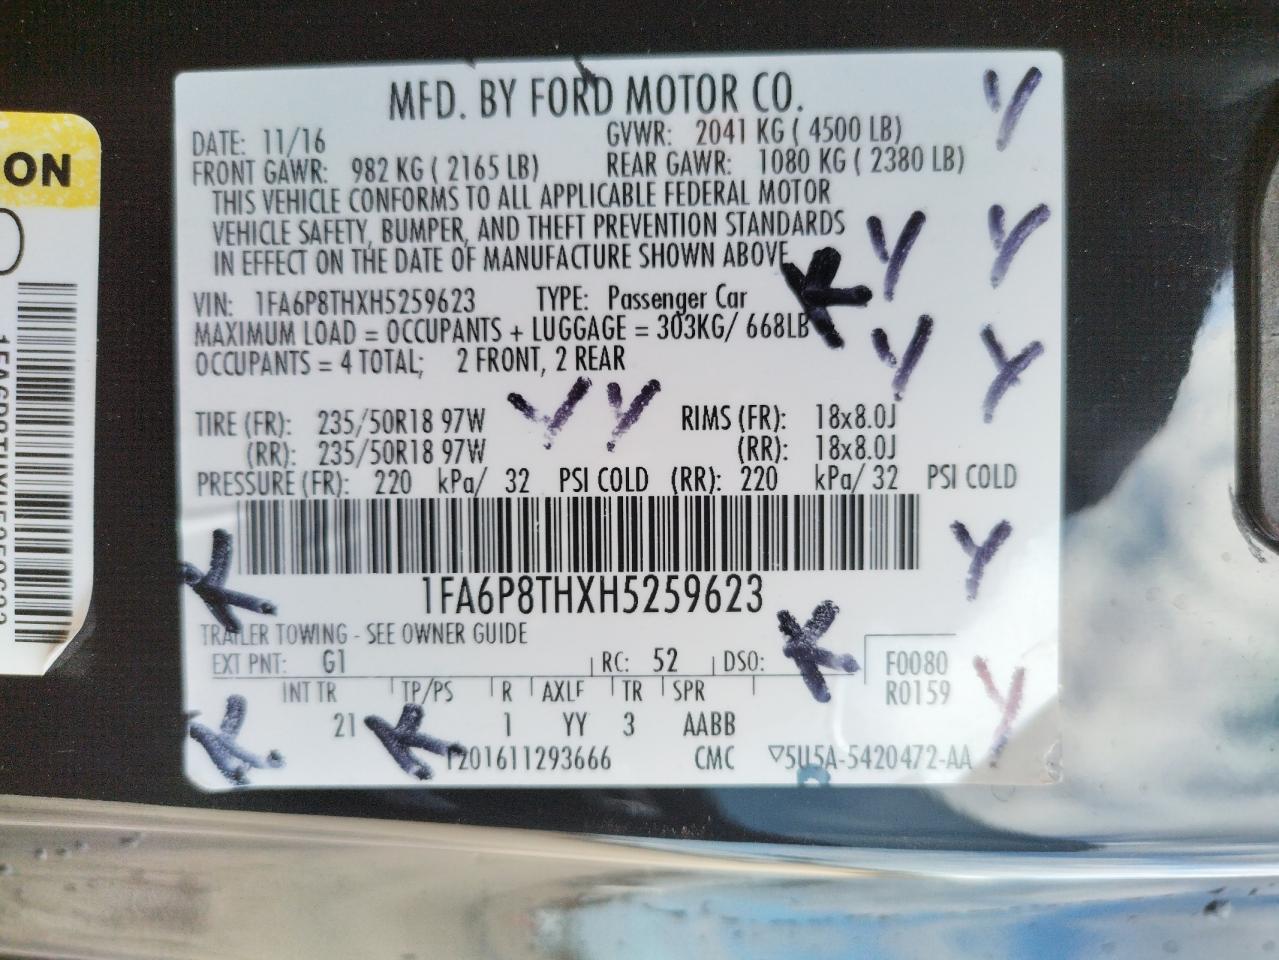 ON
MFD. BY FORD MOTOR CO.
DATE: 11/16 GVWR: 2041 KG ( 4500 LB)
FRONT GAWR: 982 KG ( 2165 LB) REAR GAWR: 1080 KG ( 2380 LB)
THIS VEHICLE CONFORMS TO ALL APPLICABLE FEDERAL MOTOR
VEHICLE SAFETY, BUMPER, AND THEFT PREVENTION STANDARDS
IN EFFECT ON THE DATE OF MANUFACTURE SHOWN ABOVE
VIN: 1FA6P8THXH5259623 TYPE: Passenger Car
MAXIMUM LOAD = OCCUPANTS + LUGGAGE = 303KG/ 668LB
OCCUPANTS = 4 TOTAL; 2 FRONT, 2 REAR
TIRE (FR): 235/50R18 97W RIMS (FR): 18x8.0J
(RR): 235/50R18 97W (RR): 18x8.0J
PRESSURE (FR): 220 kPa/ 32 PSI COLD (RR): 220 kPa/ 32 PSI COLD
1FA6P8THXH5259623
TRAILER TOWING - SEE OWNER GUIDE
EXT PNT: G1 RC: 52 DSO: F0080
INT TR TP/PS R AXLE TR SPR R0159
21 1 YY 3 AABB
T201611293666 CMC ▽5U5A-5420472-AA